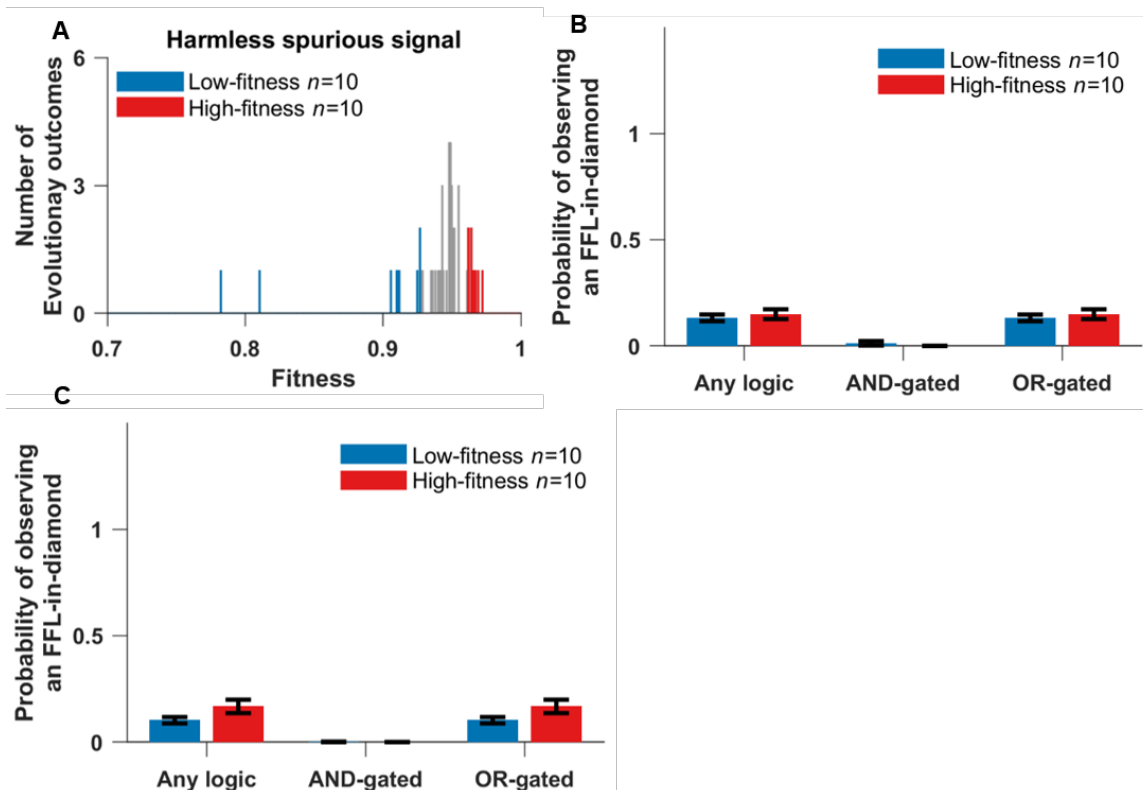 A
Harmless spurious signal
6
3
0
Number of
Evolutionay outcomes
Low-fitness n=10
High-fitness n=10
0.7
0.8
0.9
1
Fitness
B
Low-fitness n=10
High-fitness n=10
Probability of observing
an FFL-in-diamond
1
0.5
0
Any logic
AND-gated
OR-gated
C
Low-fitness n=10
High-fitness n=10
Probability of observing
an FFL-in-diamond
1
0.5
0
Any logic
AND-gated
OR-gated